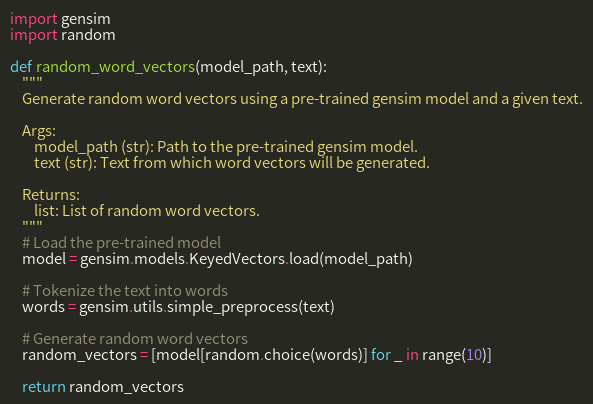 import gensim
import random
def random_word_vectors(model_path, text):
"""
Generate random word vectors using a pre-trained gensim model and a given text.
Args:
model_path (str): Path to the pre-trained gensim model.
text (str): Text from which word vectors will be generated.
Returns:
list: List of random word vectors.
"""
# Load the pre-trained model
model = gensim.models.KeyedVectors.load(model_path)
# Tokenize the text into words
words = gensim.utils.simple_preprocess(text)
# Generate random word vectors
random_vectors = [model[random.choice(words)] for _ in range(10)]
return random_vectors